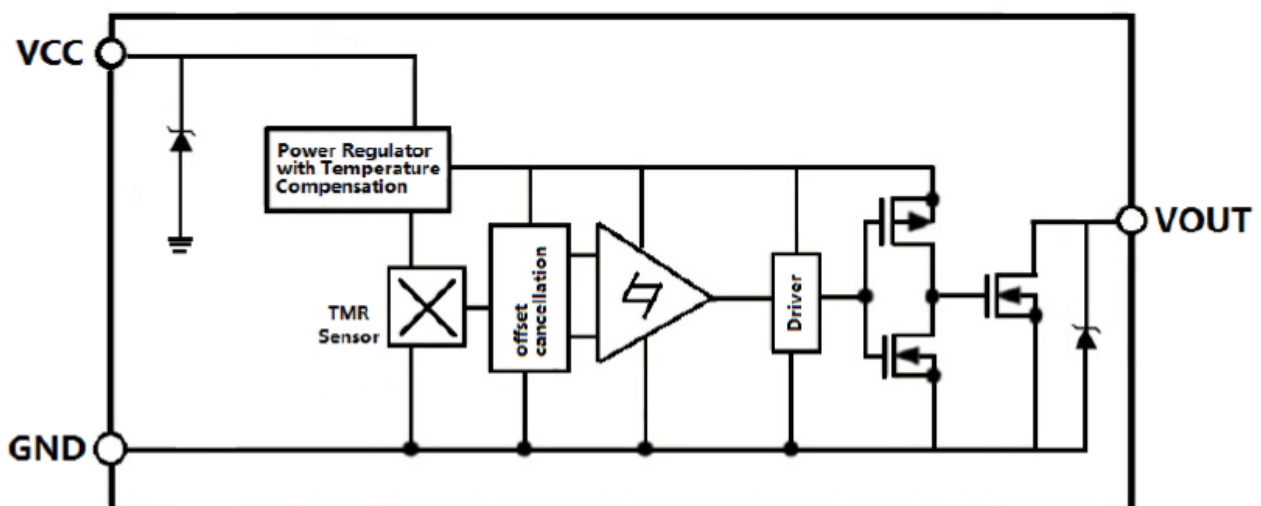 VCC
Power Regulator
with Temperature
Compensation
VOUT
TMR
Sensor
offset
cancellation
Driver
GND